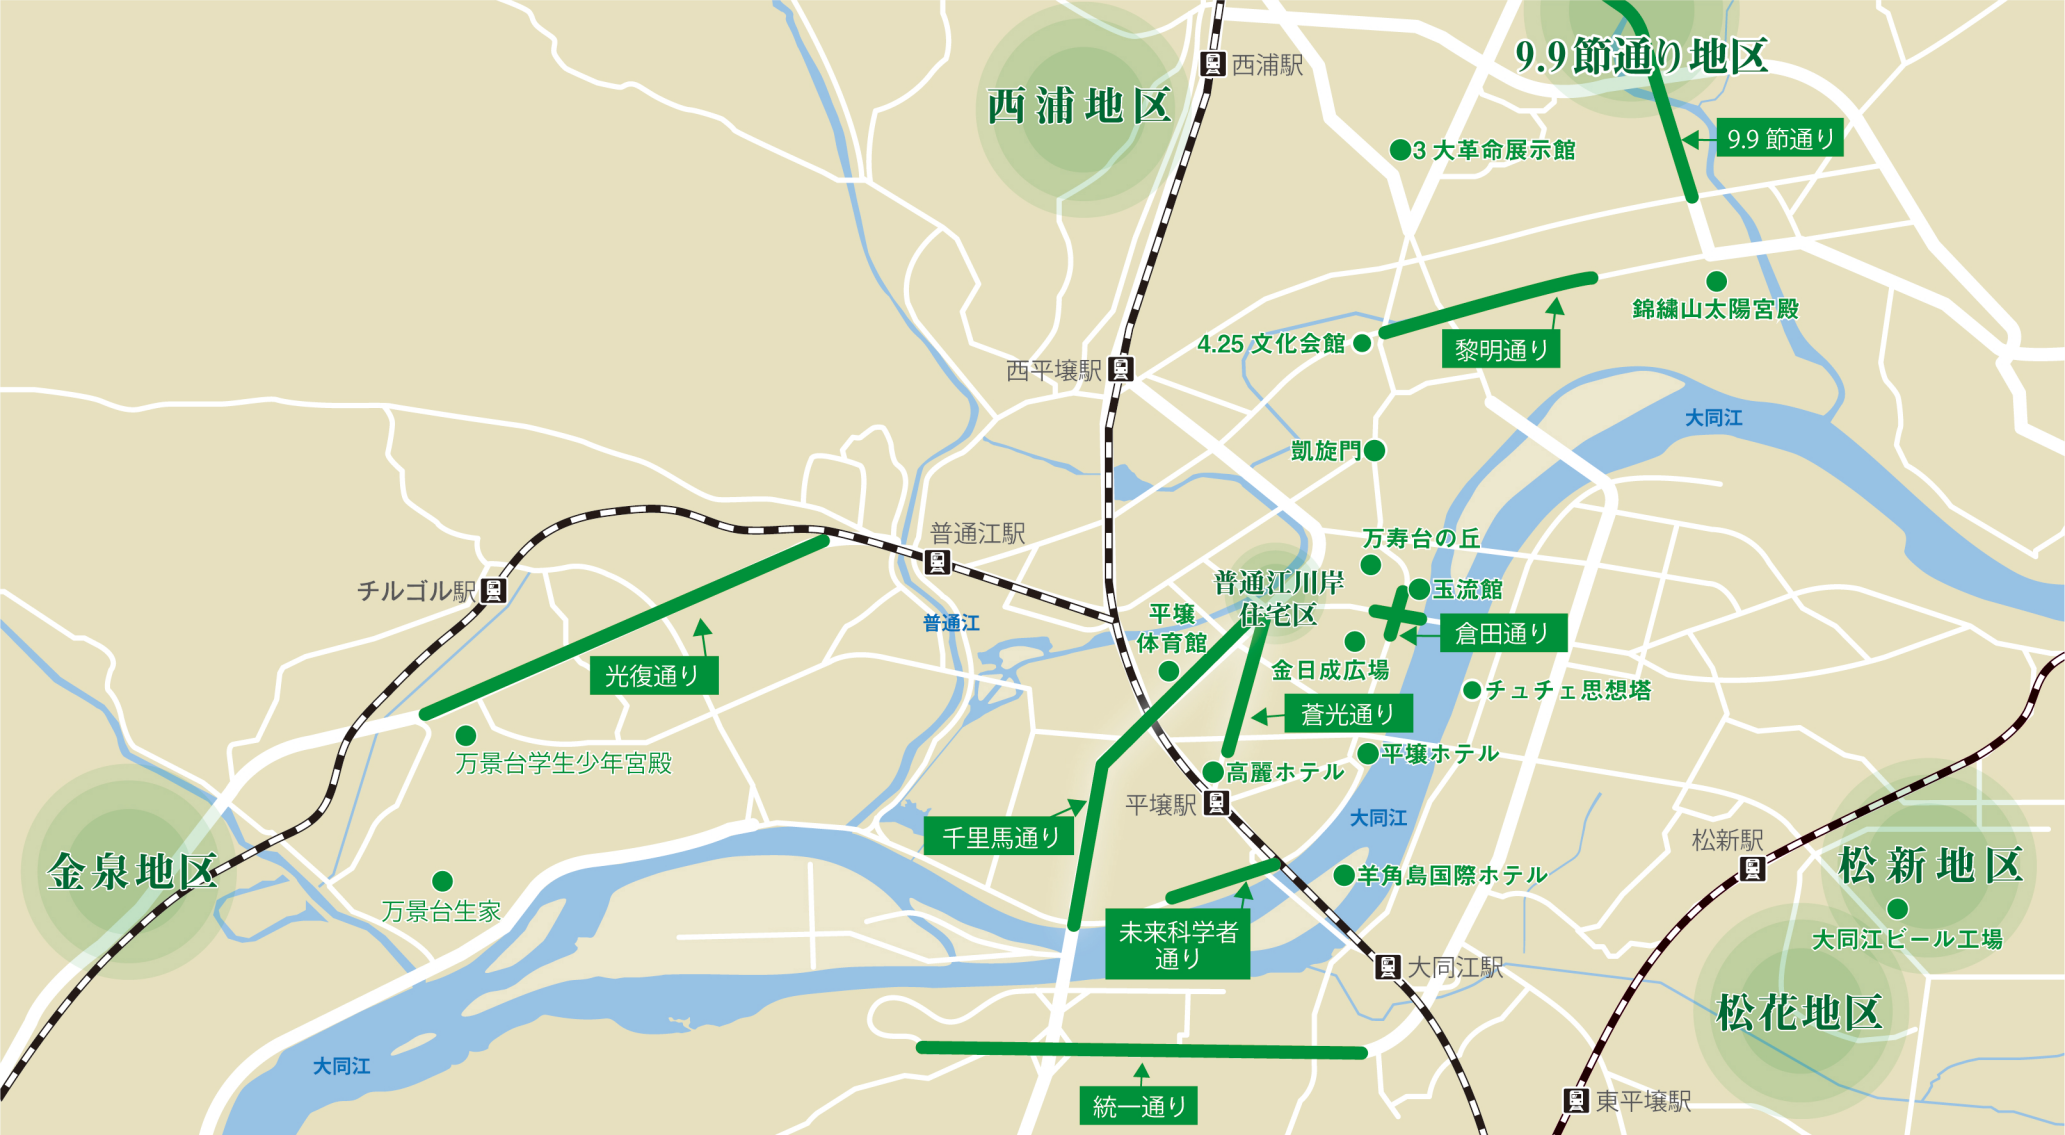 9.9 節通り地区
西浦駅
西浦地区
9.9 節通り
3 大革命展示館
錦繍山太陽宮殿
4.25 文化会館
黎明通り
西平壌駅
大同江
凱旋門
普通江駅
万寿台の丘
チルゴル駅
普通江川岸
住宅区
玉流館
平壌
体育館
普通江
倉田通り
金日成広場
光復通り
チュチェ思想塔
蒼光通り
万景台学生少年宮殿
平壌ホテル
高麗ホテル
平壌駅
大同江
千里馬通り
松新駅
金泉地区
松新地区
羊角島国際ホテル
万景台生家
未来科学者
通り
大同江ビール工場
大同江駅
松花地区
大同江
統一通り
東平壌駅